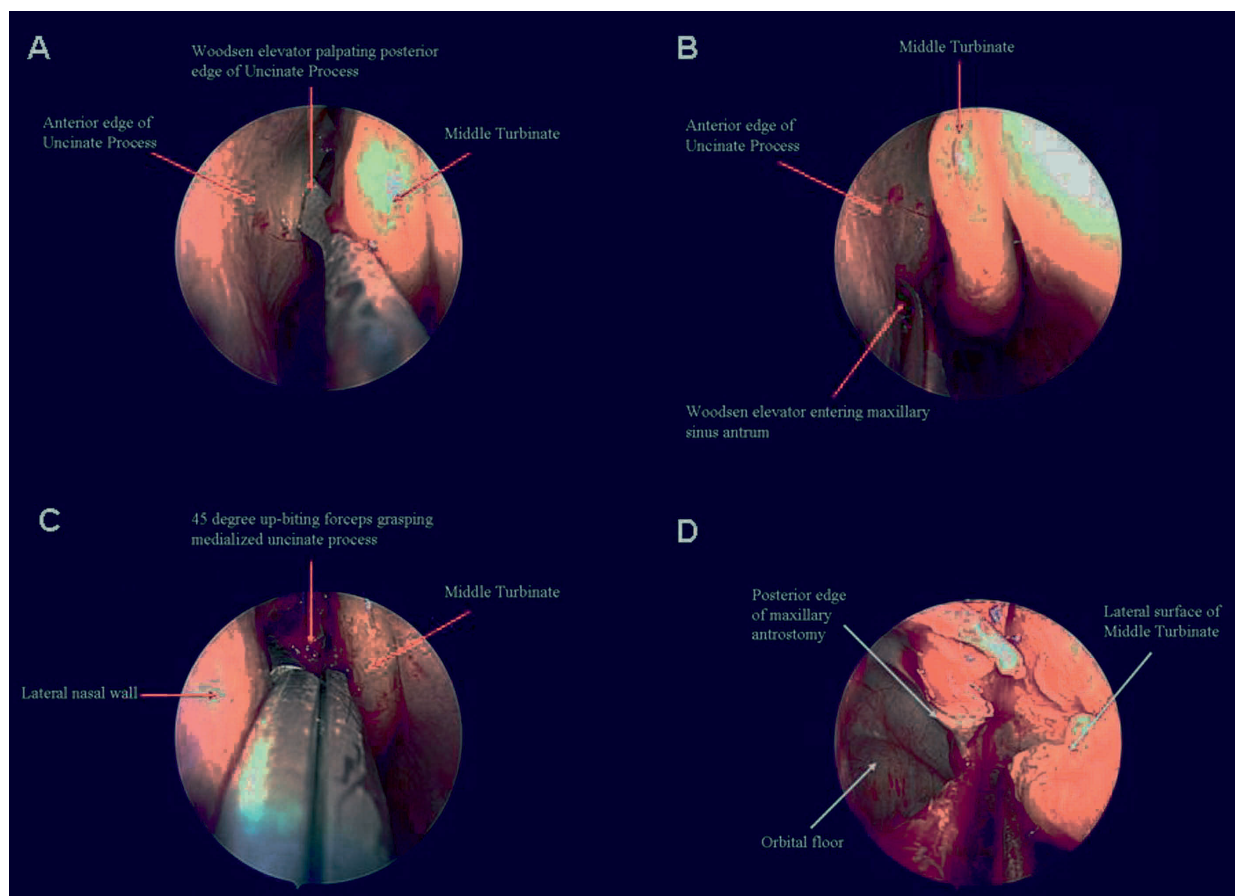 A
Woodsen elevator palpating posterior
edge of Uncinate Process
Anterior edge of
Uncinate Process
Middle Turbinate
B
Middle Turbinate
Anterior edge of
Uncinate Process
Woodsen elevator entering maxillary
sinus antrum
C
45 degree up-biting forceps grasping
medialized uncinate process
Middle Turbinate
Lateral nasal wall
D
Posterior edge
of maxillary
antrostomy
Lateral surface of
Middle Turbinate
Orbital floor